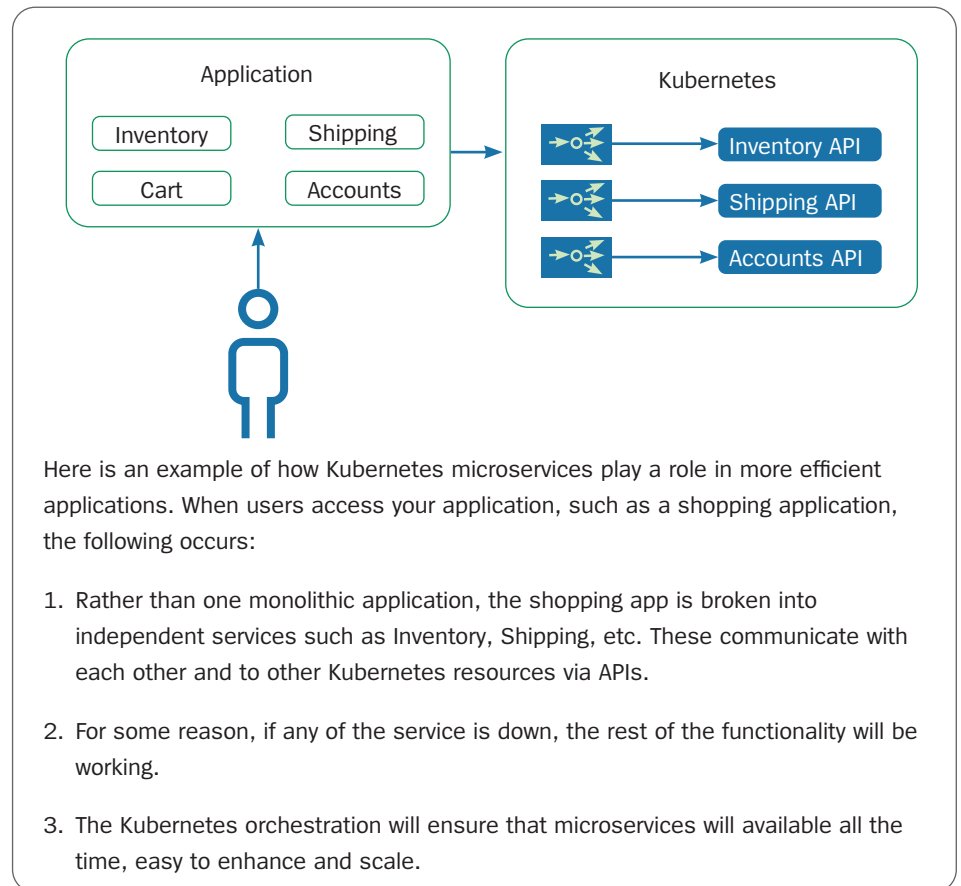 Application
Inventory
Shipping
Cart
Accounts
Kubernetes
Inventory API
Shipping API
Accounts API
Here is an example of how Kubernetes microservices play a role in more efficient
applications. When users access your application, such as a shopping application,
the following occurs:
1. Rather than one monolithic application, the shopping app is broken into
independent services such as Inventory, Shipping, etc. These communicate with
each other and to other Kubernetes resources via APIs.
2. For some reason, if any of the service is down, the rest of the functionality will be
working.
3. The Kubernetes orchestration will ensure that microservices will available all the
time, easy to enhance and scale.